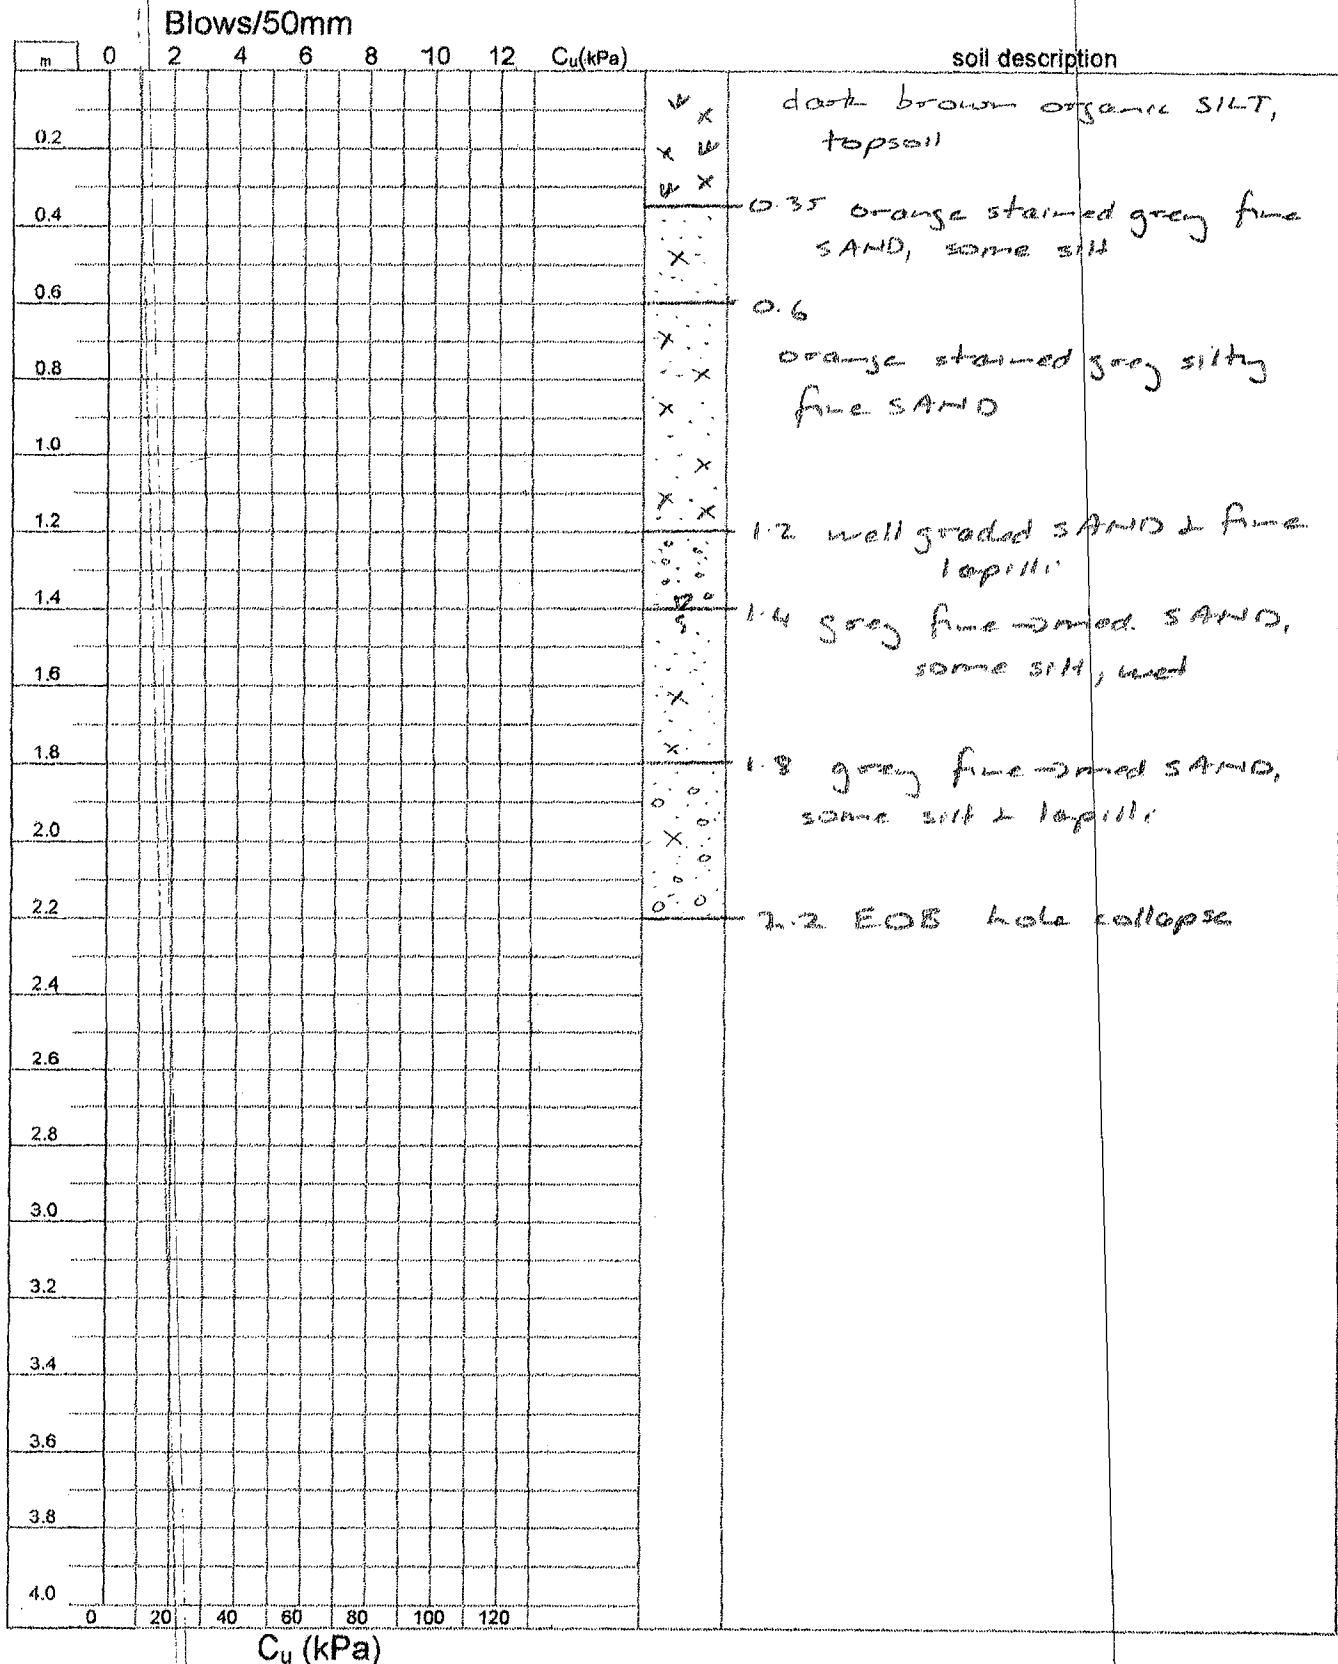 Blows/50mm
m 0 2 4 6 8 10 12 Cu(kPa) soil description
dark brown organic SILT,
0.2 topsoil
0.35 orange stained grey fine
0.4
SAND, some silt
0.6 0.6
orange stained grey silty
0.8
fine SAND
1.0
1.2 1.2 well graded SAND & fine
lapilli
1.4 1.4 grey fine→med. SAND,
1.6 some silt, wet
1.8 1.8 grey fine→med SAND,
some silt & lapilli
2.0
2.2 2.2 EOB hole collapse
2.4
2.6
2.8
3.0
3.2
3.4
3.6
3.8
4.0
0 20 40 60 80 100 120
Cu (kPa)